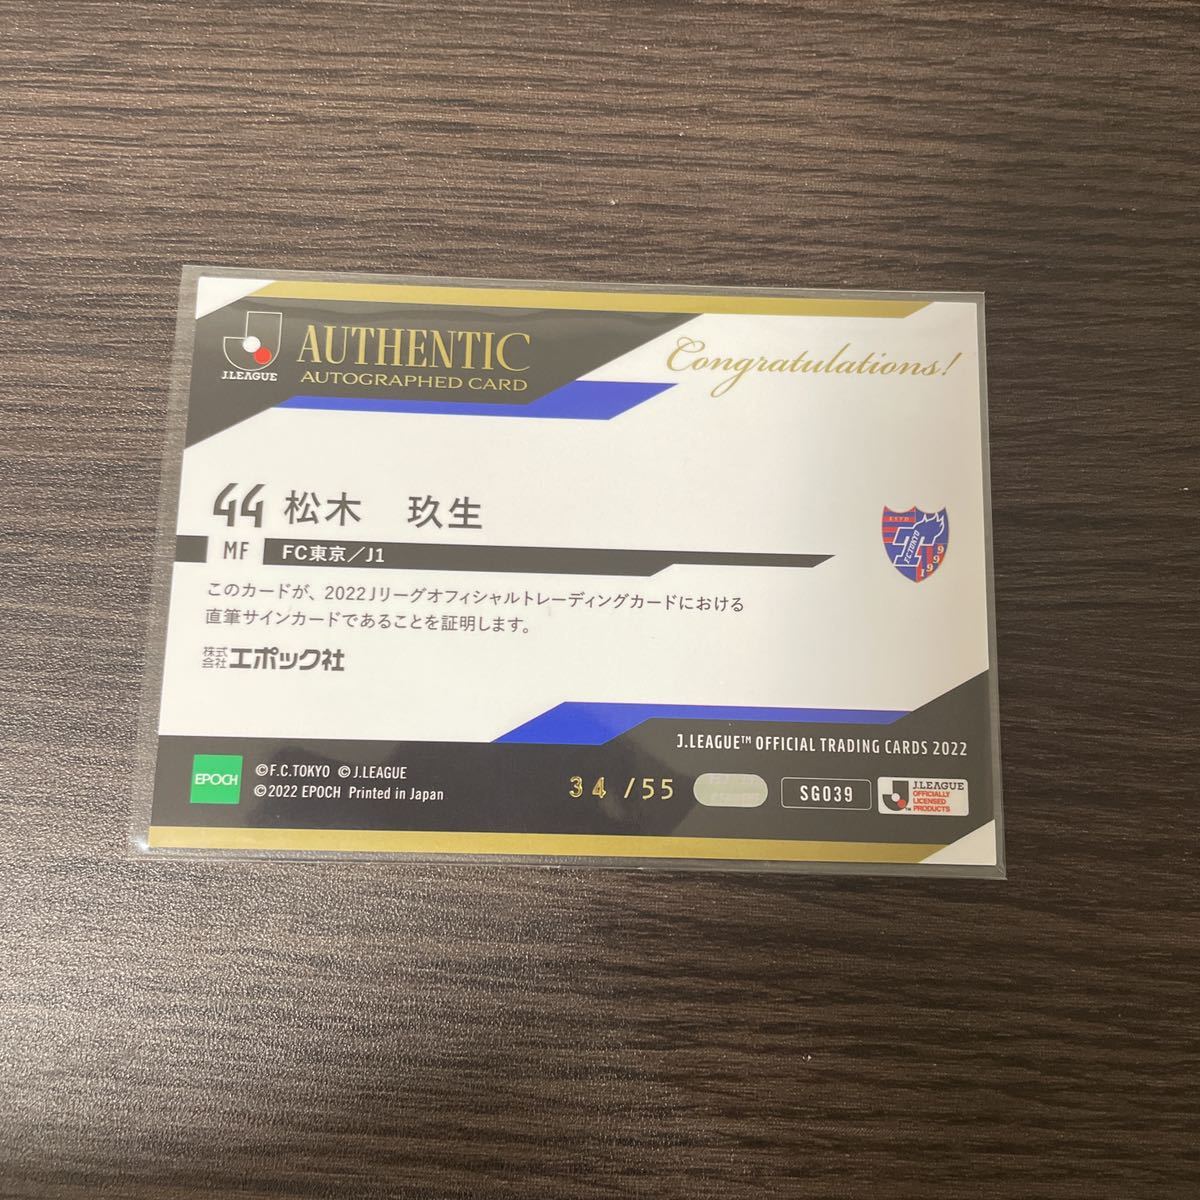 J.LEAGUE
AUTHENTIC
AUTOGRAPHED CARD
Congratulations!
44 松木　玖生
MF FC東京／J1
ESTD
FC TOKYO
1999
このカードが、2022Jリーグオフィシャルトレーディングカードにおける
直筆サインカードであることを証明します。
株式会社エポック社
J.LEAGUE™ OFFICIAL TRADING CARDS 2022
EPOCH
©F.C.TOKYO ©J.LEAGUE
©2022 EPOCH Printed in Japan
34 /55
SG039
J.LEAGUE
OFFICIALLY
LICENSED
PRODUCTS
TM